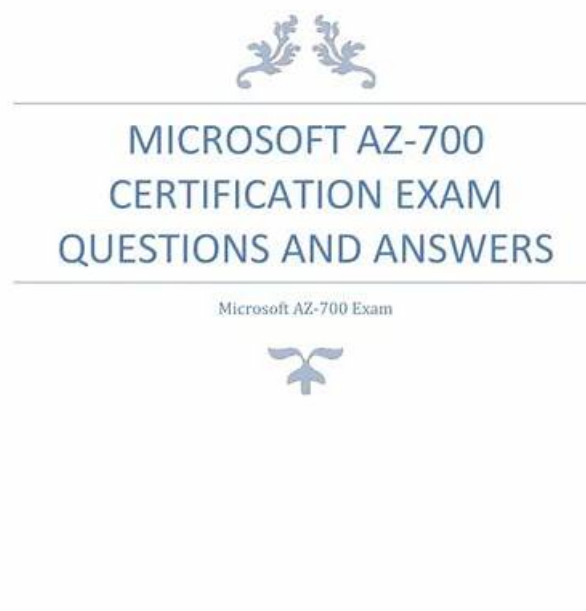 MICROSOFT AZ-700
CERTIFICATION EXAM
QUESTIONS AND ANSWERS
Microsoft AZ-700 Exam